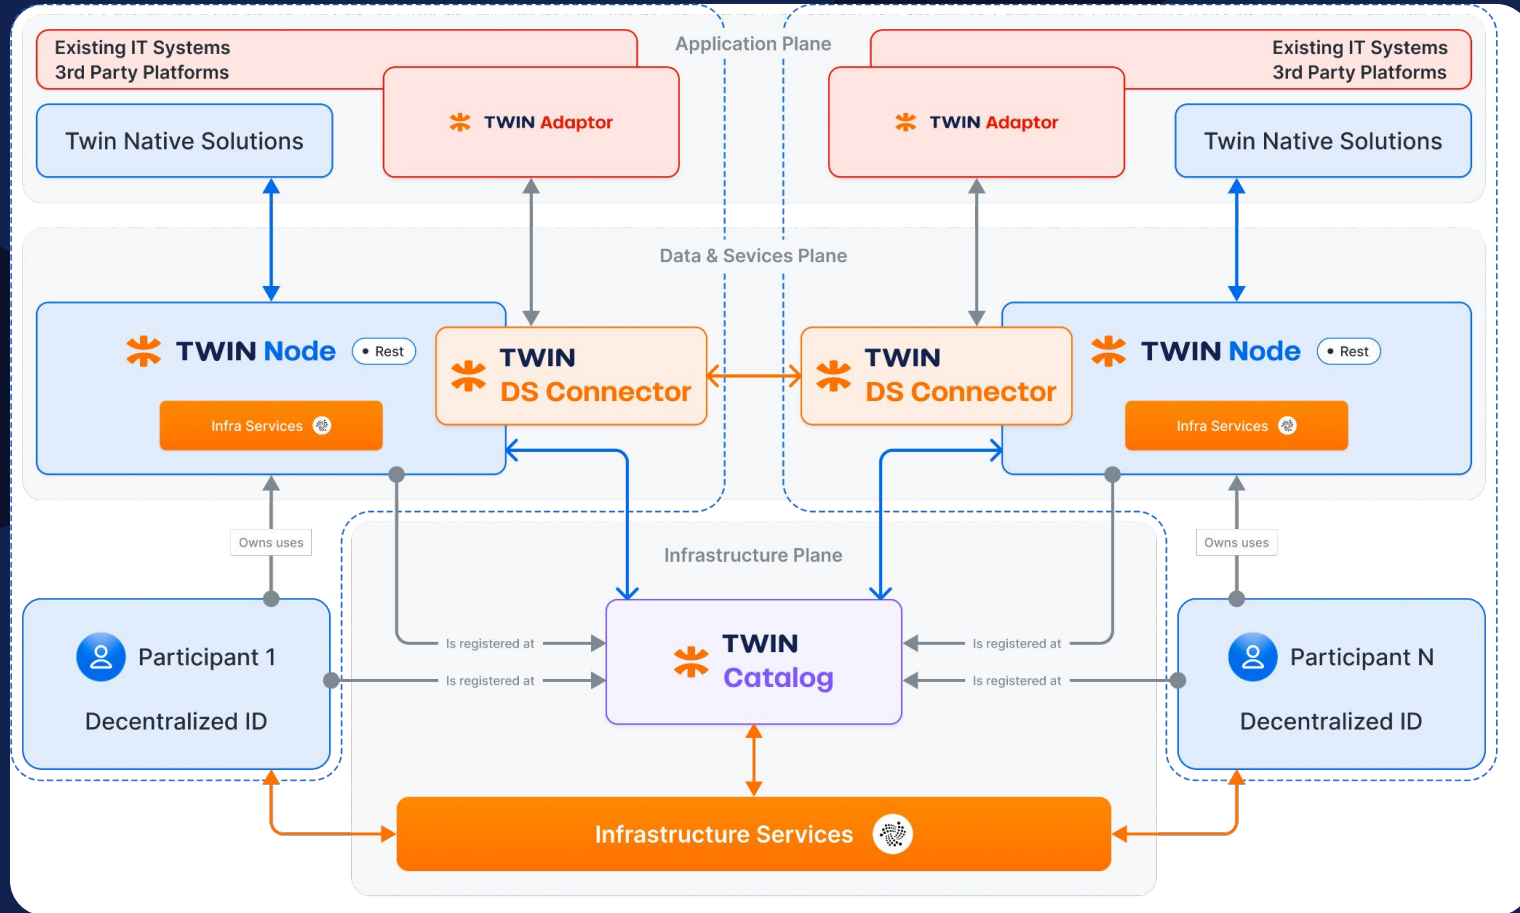 Application Plane
Existing IT Systems
3rd Party Platforms
Existing IT Systems
3rd Party Platforms
Twin Native Solutions
TWIN Adaptor
TWIN Adaptor
Twin Native Solutions
Data & Sevices Plane
TWIN Node
Rest
TWIN
DS Connector
TWIN
DS Connector
TWIN Node
Rest
Infra Services
Infra Services
Owns uses
Owns uses
Infrastructure Plane
Participant 1
Decentralized ID
Is registered at
Is registered at
TWIN
Catalog
Is registered at
Is registered at
Participant N
Decentralized ID
Infrastructure Services